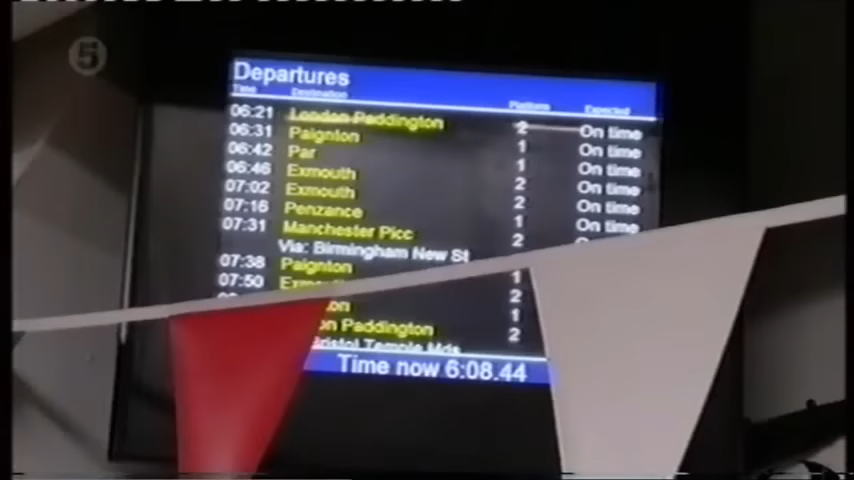 5
Departures
Time Destination Platform Expected
06:21 London Paddington 2 On time
06:31 Paignton 1 On time
06:42 Par 1 On time
06:46 Exmouth 2 On time
07:02 Exmouth 2 On time
07:16 Penzance 1 On time
07:31 Manchester Picc 2
Via: Birmingham New St
07:38 Paignton 1
07:50 2
1
Paddington 2
Bristol Temple Mds
Time now 6:08.44